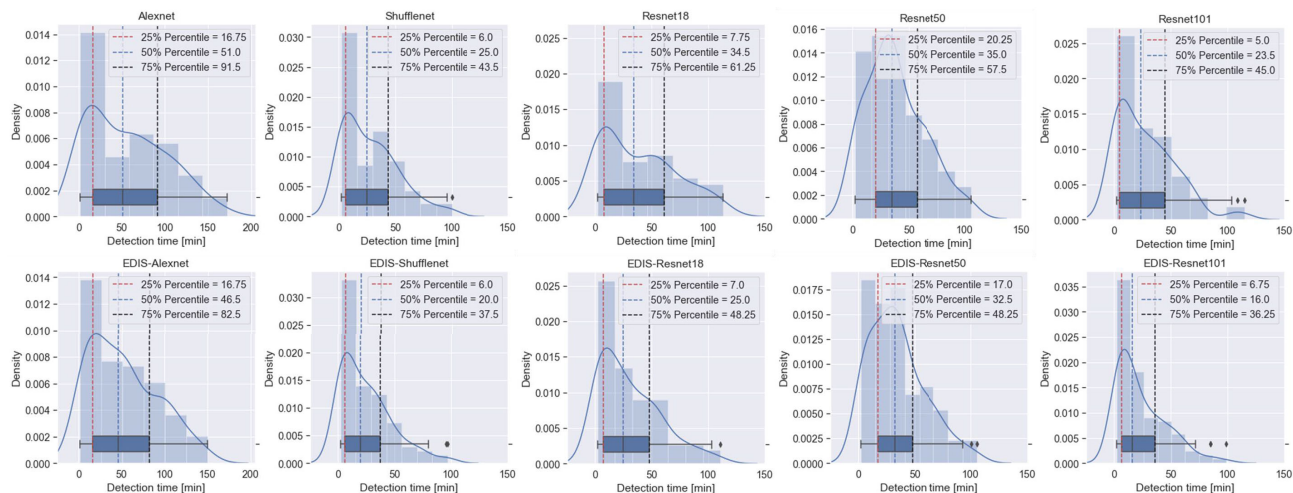 Alexnet
25% Percentile = 16.75
50% Percentile = 51.0
75% Percentile = 91.5
Density
0.014
0.012
0.010
0.008
0.006
0.004
0.002
0.000
0 50 100 150 200
Detection time [min]
Shufflenet
25% Percentile = 6.0
50% Percentile = 25.0
75% Percentile = 43.5
Density
0.030
0.025
0.020
0.015
0.010
0.005
0.000
0 50 100 150
Detection time [min]
Resnet18
25% Percentile = 7.75
50% Percentile = 34.5
75% Percentile = 61.25
Density
0.025
0.020
0.015
0.010
0.005
0.000
0 50 100 150
Detection time [min]
Resnet50
25% Percentile = 20.25
50% Percentile = 35.0
75% Percentile = 57.5
Density
0.016
0.014
0.012
0.010
0.008
0.006
0.004
0.002
0.000
0 50 100 150
Detection time [min]
Resnet101
25% Percentile = 5.0
50% Percentile = 23.5
75% Percentile = 45.0
Density
0.025
0.020
0.015
0.010
0.005
0.000
0 50 100 150
Detection time [min]
EDIS-Alexnet
25% Percentile = 16.75
50% Percentile = 46.5
75% Percentile = 82.5
Density
0.014
0.012
0.010
0.008
0.006
0.004
0.002
0.000
0 50 100 150 200
Detection time [min]
EDIS-Shufflenet
25% Percentile = 6.0
50% Percentile = 20.0
75% Percentile = 37.5
Density
0.030
0.025
0.020
0.015
0.010
0.005
0.000
0 50 100 150
Detection time [min]
EDIS-Resnet18
25% Percentile = 7.0
50% Percentile = 25.0
75% Percentile = 48.25
Density
0.025
0.020
0.015
0.010
0.005
0.000
0 50 100 150
Detection time [min]
EDIS-Resnet50
25% Percentile = 17.0
50% Percentile = 32.5
75% Percentile = 48.25
Density
0.0175
0.0150
0.0125
0.0100
0.0075
0.0050
0.0025
0.0000
0 50 100 150
Detection time [min]
EDIS-Resnet101
25% Percentile = 6.75
50% Percentile = 16.0
75% Percentile = 36.25
Density
0.035
0.030
0.025
0.020
0.015
0.010
0.005
0.000
0 50 100 150
Detection time [min]